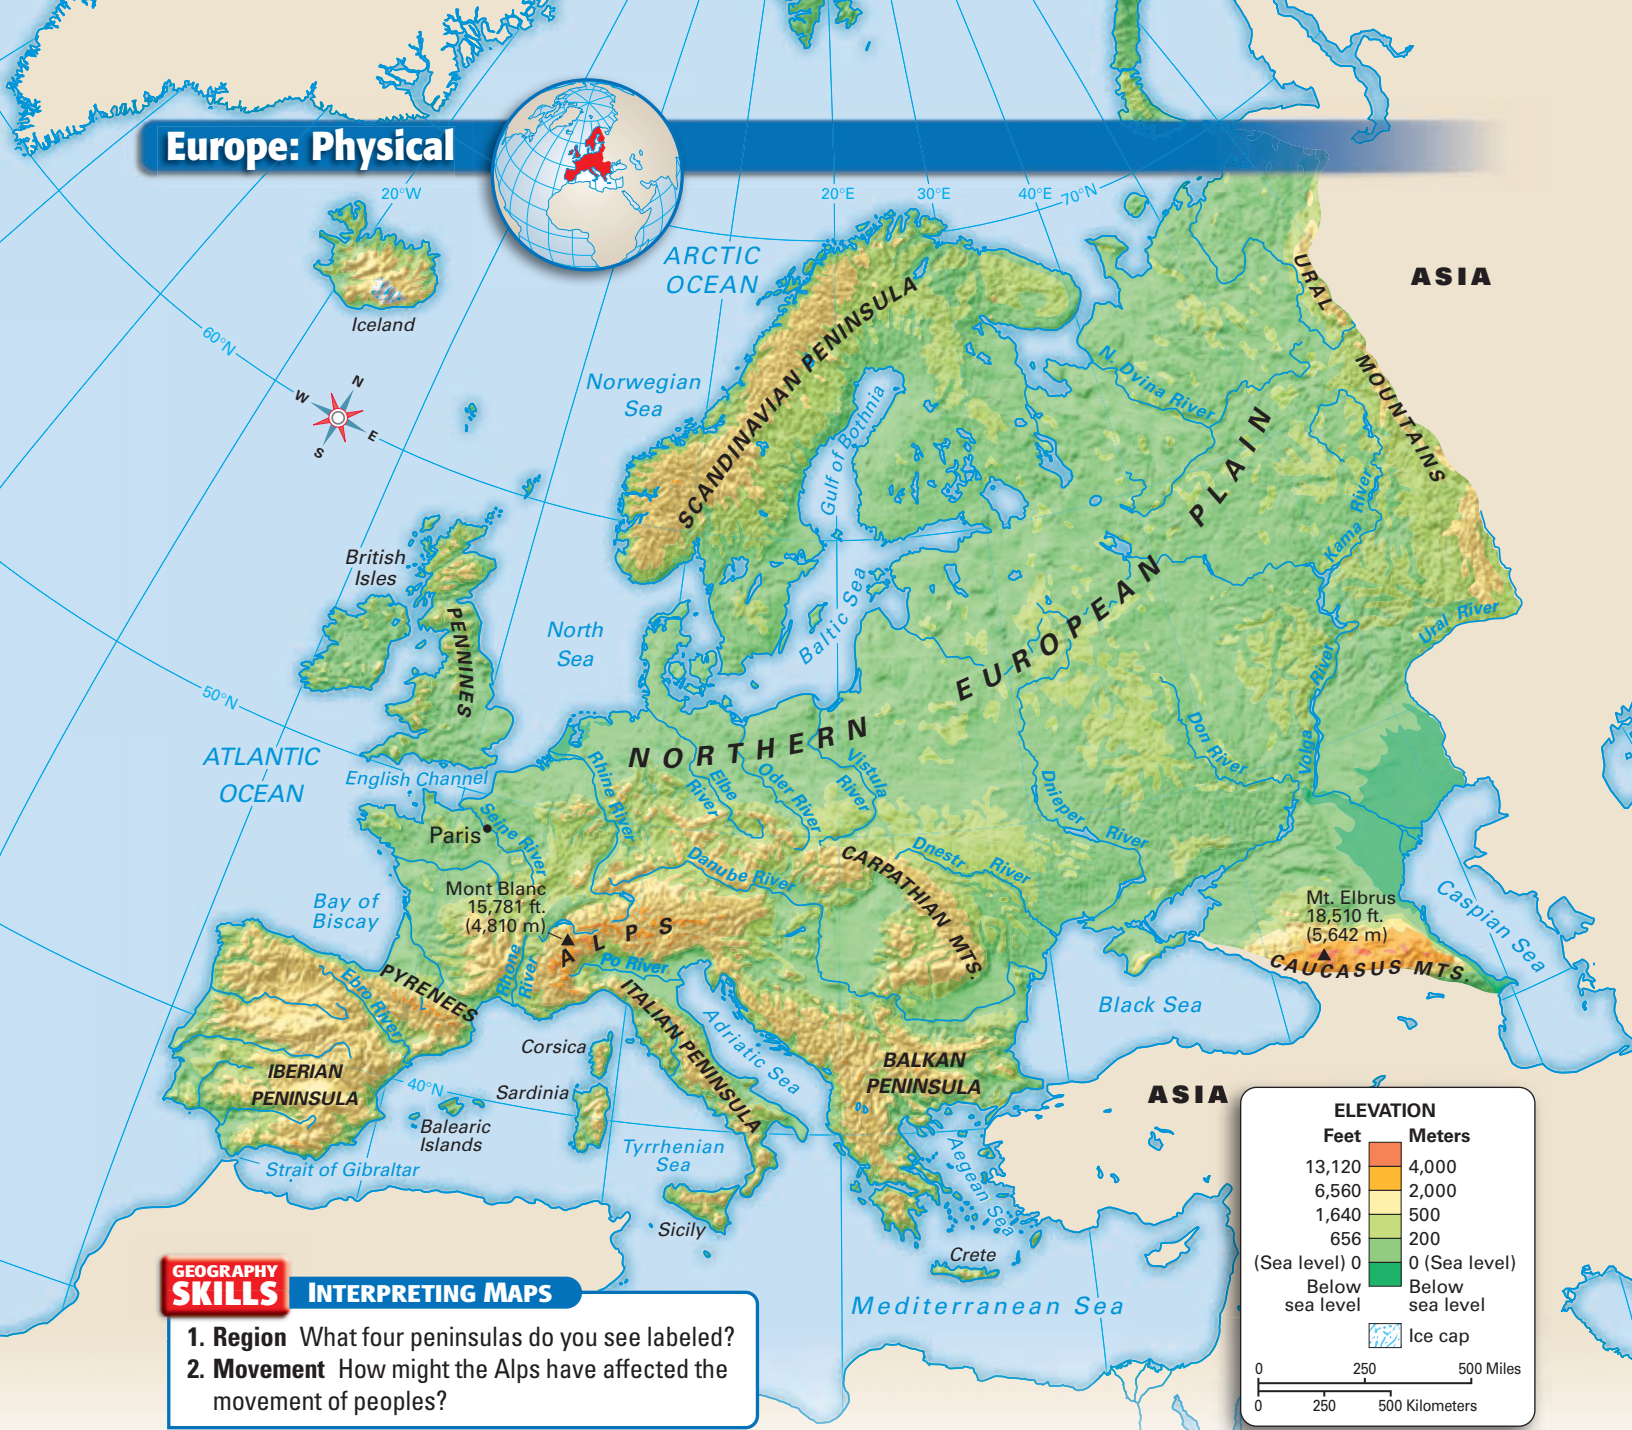 Europe: Physical
20°W
20°E
30°E
40°E
70°N
ARCTIC
OCEAN
ASIA
URAL
MOUNTAINS
Iceland
60°N
N
W
E
S
Norwegian
Sea
SCANDINAVIAN PENINSULA
Gulf of Bothnia
N. Dvina River
Kama River
British
Isles
PENNINES
North
Sea
Baltic Sea
NORTHERN
EUROPEAN
PLAIN
Ural River
50°N
ATLANTIC
OCEAN
English Channel
Rhine River
Elbe
River
Oder River
Vistula
River
Dnieper
River
Don River
Volga
River
Paris
Seine River
Mont Blanc
15,781 ft.
(4,810 m)
Danube River
CARPATHIAN MTS.
Dnestr
River
Mt. Elbrus
18,510 ft.
(5,642 m)
CAUCASUS MTS.
Caspian Sea
Bay of
Biscay
ALPS
Po River
Rhone
River
PYRENEES
Ebro River
ITALIAN PENINSULA
Adriatic Sea
Black Sea
Corsica
Sardinia
IBERIAN
PENINSULA
40°N
Balearic
Islands
BALKAN
PENINSULA
ASIA
Tyrrhenian
Sea
Aegean Sea
Strait of Gibraltar
Sicily
Crete
Mediterranean Sea
ELEVATION
Feet Meters
13,120 4,000
6,560 2,000
1,640 500
656 200
(Sea level) 0 0 (Sea level)
Below Below
sea level sea level
Ice cap
0 250 500 Miles
0 250 500 Kilometers
GEOGRAPHY
SKILLS
INTERPRETING MAPS
1. Region What four peninsulas do you see labeled?
2. Movement How might the Alps have affected the
movement of peoples?